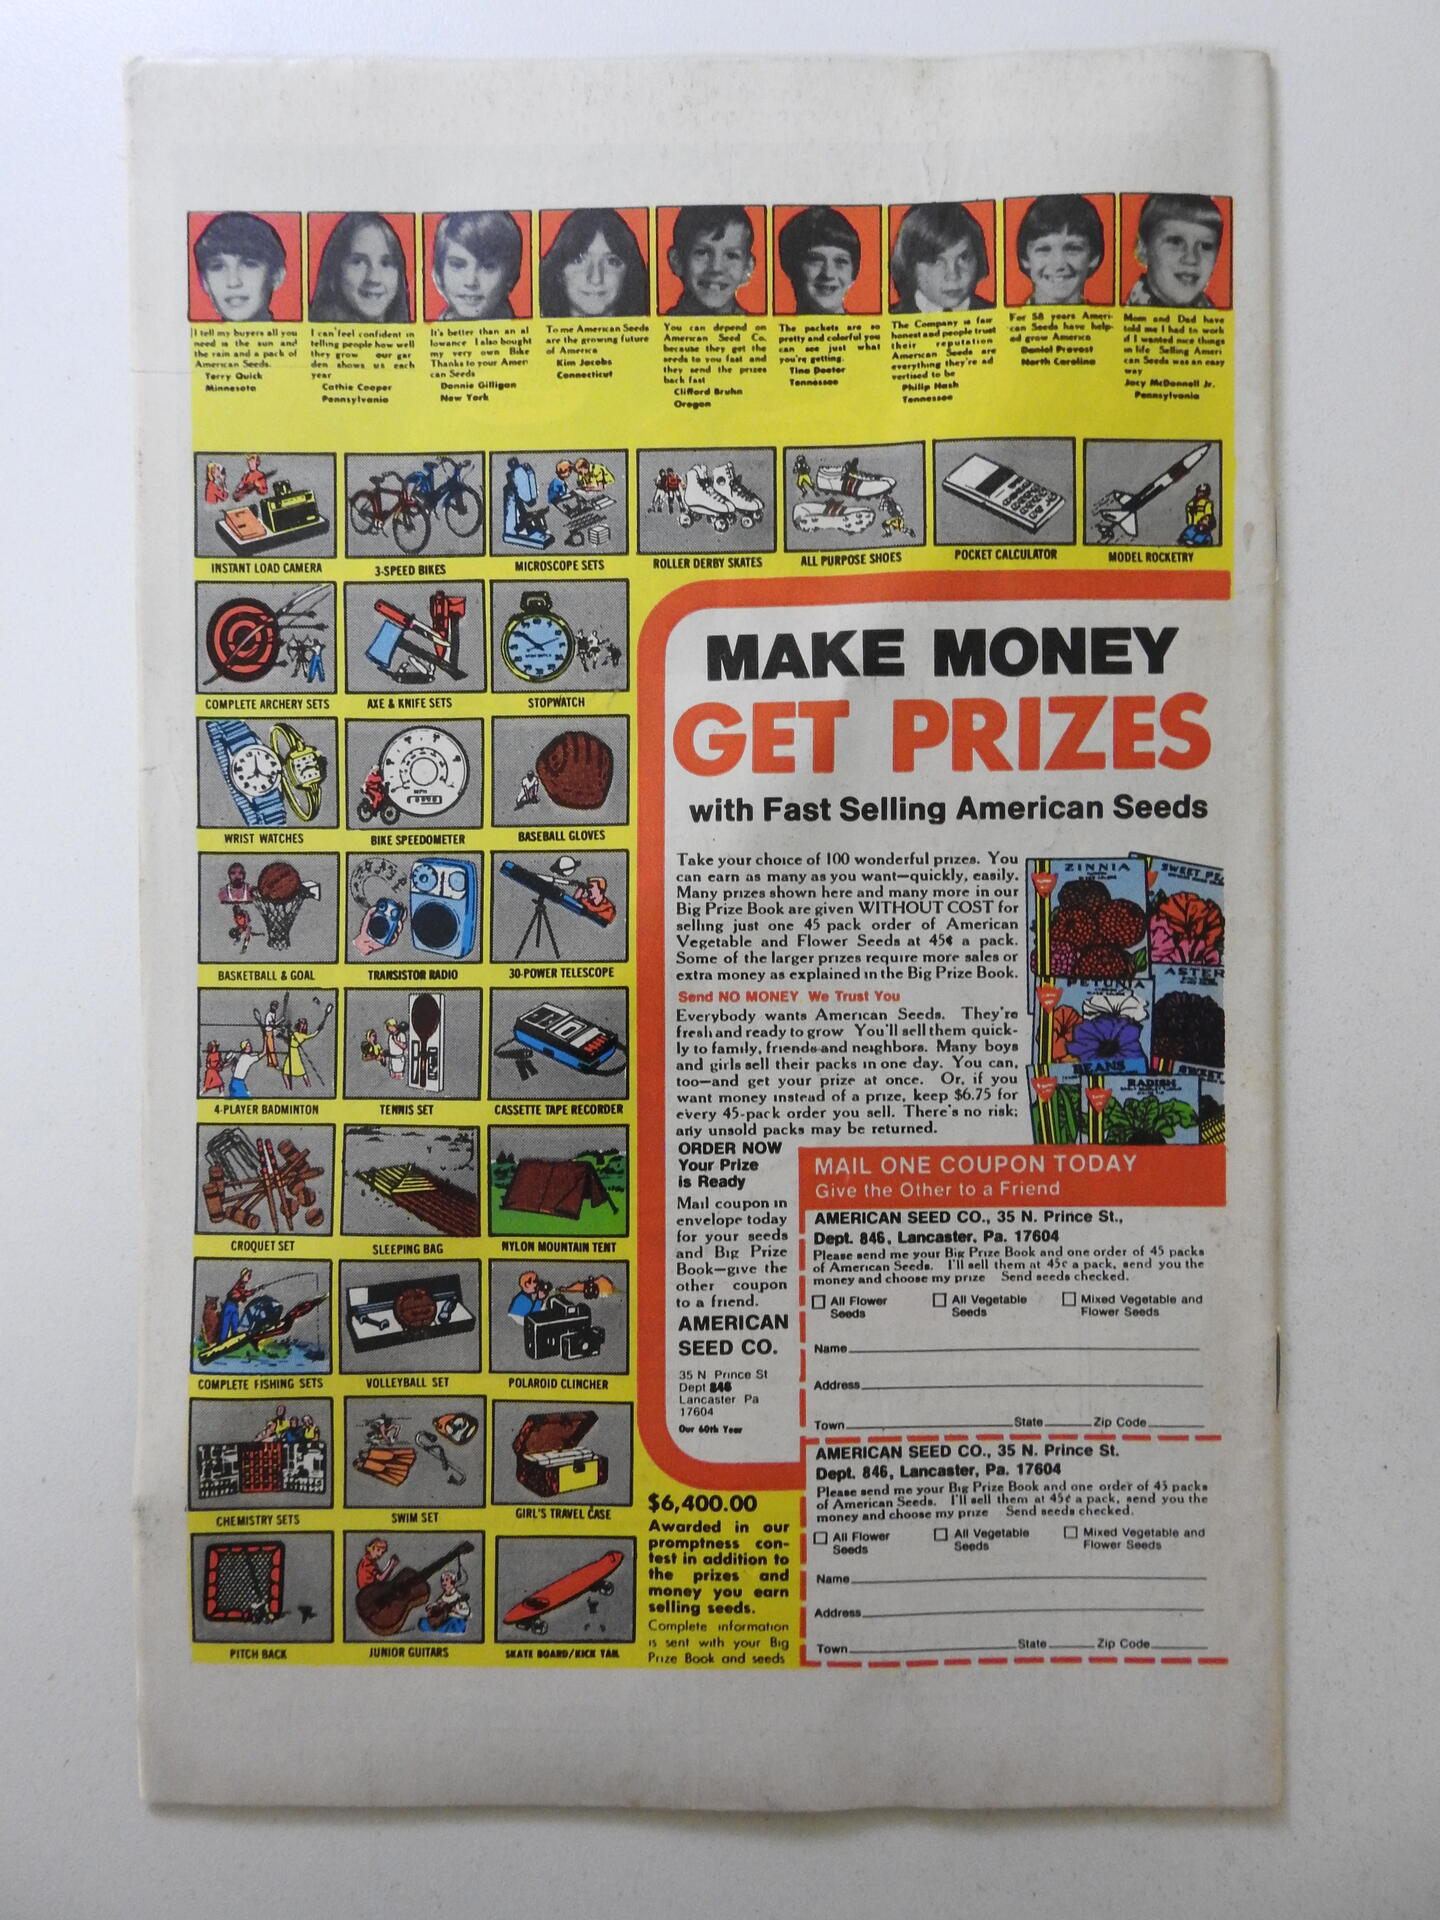 I tell my buyers all you
need is the sun and
the rain and a pack of
American Seeds.
Terry Quick
Minnesota
I can feel confident in
telling people how well
they grow our gar
den shows us each
year
Cathie Cooper
Pennsylvania
It's better than an al
lowance I also bought
my very own Bike
Thanks to your Ameri
can Seeds
Donnie Gilligan
New York
To me American Seeds
are the growing future
of America
Kim Jacobs
Connecticut
You can depend on
American Seed Co.
because they get the
seeds to you fast and
they send the prizes
back fast
Clifford Bruhn
Oregon
The packets are so
pretty and colorful you
can see just what
you're getting.
Tina Deeter
Tennessee
The Company is fair
honest and people trust
their reputation
American Seeds are
everything they're ad
vertised to be
Philip Nash
Tennessee
For 58 years Ameri-
can Seeds have help-
ed grow America
Daniel Provost
North Carolina
Mom and Dad have
told me I had to work
if I wanted nice things
in life Selling Ameri
can Seeds was an easy
way
Jacy McDonnell Jr.
Pennsylvania
INSTANT LOAD CAMERA
3-SPEED BIKES
MICROSCOPE SETS
ROLLER DERBY SKATES
ALL PURPOSE SHOES
POCKET CALCULATOR
MODEL ROCKETRY
COMPLETE ARCHERY SETS
AXE & KNIFE SETS
STOPWATCH
WRIST WATCHES
BIKE SPEEDOMETER
BASEBALL GLOVES
BASKETBALL & GOAL
TRANSISTOR RADIO
30-POWER TELESCOPE
4-PLAYER BADMINTON
TENNIS SET
CASSETTE TAPE RECORDER
CROQUET SET
SLEEPING BAG
NYLON MOUNTAIN TENT
COMPLETE FISHING SETS
VOLLEYBALL SET
POLAROID CLINCHER
CHEMISTRY SETS
SWIM SET
GIRL'S TRAVEL CASE
PITCH BACK
JUNIOR GUITARS
SKATE BOARD/KICK TAIL
MPH
MAKE MONEY
GET PRIZES
with Fast Selling American Seeds
Take your choice of 100 wonderful prizes. You
can earn as many as you want—quickly, easily.
Many prizes shown here and many more in our
Big Prize Book are given WITHOUT COST for
selling just one 45 pack order of American
Vegetable and Flower Seeds at 45¢ a pack.
Some of the larger prizes require more sales or
extra money as explained in the Big Prize Book.
Send NO MONEY We Trust You
Everybody wants American Seeds. They're
fresh and ready to grow You'll sell them quick-
ly to family, friends and neighbors. Many boys
and girls sell their packs in one day. You can,
too—and get your prize at once. Or, if you
want money instead of a prize, keep $6.75 for
every 45-pack order you sell. There's no risk;
any unsold packs may be returned.
ZINNIA
SWEET PE
PETUNIA
ASTER
BEANS
RADISH
SWEET
ORDER NOW
Your Prize
is Ready
Mail coupon in
envelope today
for your seeds
and Big Prize
Book—give the
other coupon
to a friend.
AMERICAN
SEED CO.
35 N Prince St
Dept 846
Lancaster Pa
17604
Our 60th Year
$6,400.00
Awarded in our
promptness con-
test in addition to
the prizes and
money you earn
selling seeds.
Complete information
is sent with your Big
Prize Book and seeds
MAIL ONE COUPON TODAY
Give the Other to a Friend
AMERICAN SEED CO., 35 N. Prince St.,
Dept. 846, Lancaster, Pa. 17604
Please send me your Big Prize Book and one order of 45 packs
of American Seeds. I'll sell them at 45¢ a pack, send you the
money and choose my prize Send seeds checked.
All Flower Seeds
All Vegetable Seeds
Mixed Vegetable and Flower Seeds
Name
Address
Town State Zip Code
AMERICAN SEED CO., 35 N. Prince St.
Dept. 846, Lancaster, Pa. 17604
Please send me your Big Prize Book and one order of 45 packs
of American Seeds. I'll sell them at 45¢ a pack, send you the
money and choose my prize Send seeds checked.
All Flower Seeds
All Vegetable Seeds
Mixed Vegetable and Flower Seeds
Name
Address
Town State Zip Code